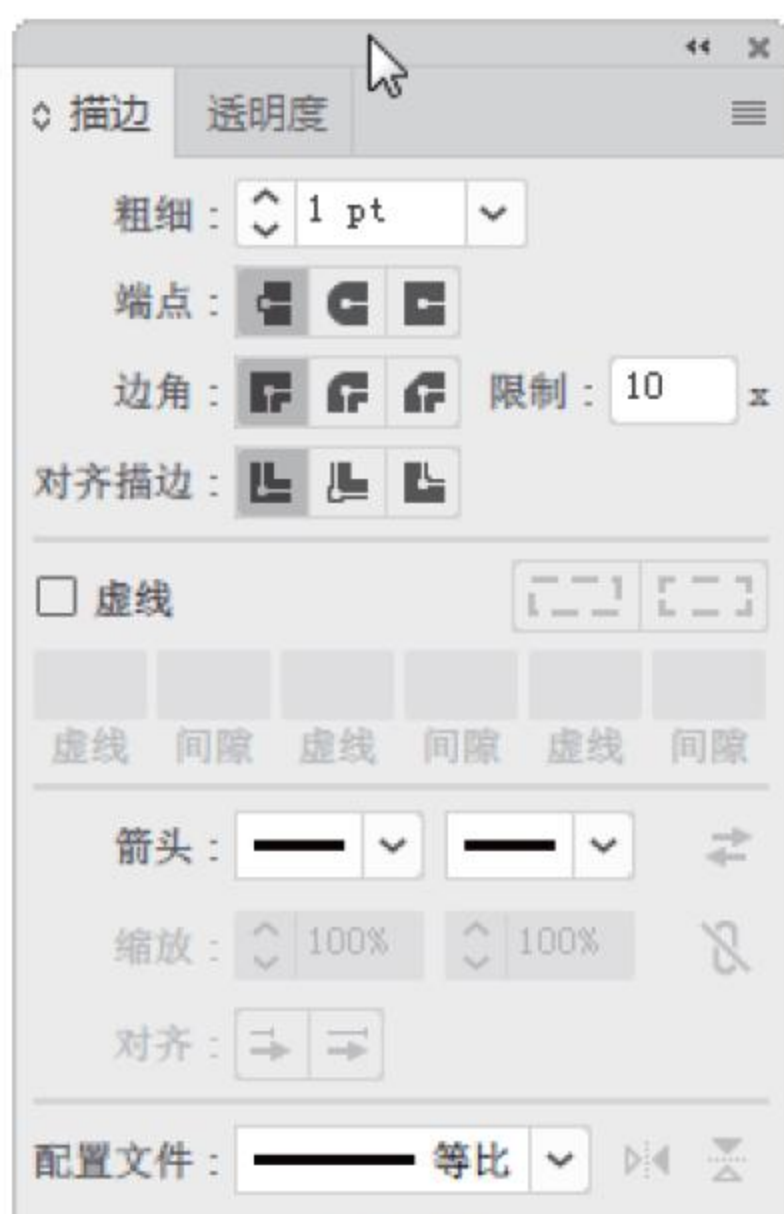 描边 透明度
粗细： 1 pt
端点：
边角： 限制： 10 x
对齐描边：
虚线
虚线 间隙 虚线 间隙 虚线 间隙
箭头：
缩放： 100% 100%
对齐：
配置文件： 等比